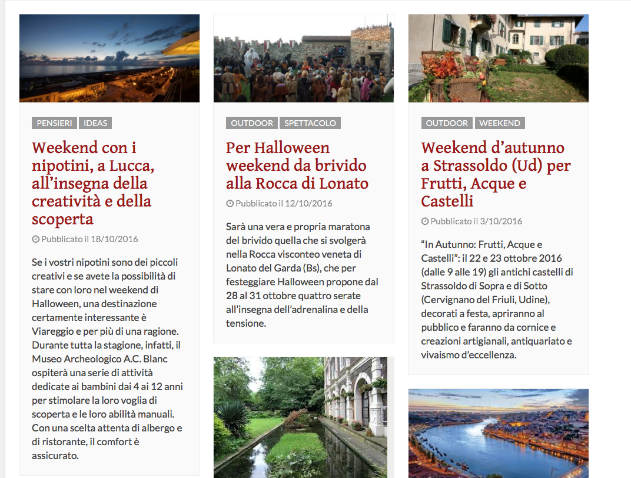 PENSIERI IDEAS
Weekend con i
nipotini, a Lucca,
all'insegna della
creatività e della
scoperta
Pubblicato il 18/10/2016
Se i vostri nipotini sono dei piccoli
creativi e se avete la possibilità di
stare con loro nel weekend di
Halloween, una destinazione
certamente interessante è
Viareggio e per più di una ragione.
Durante tutta la stagione, infatti, il
Museo Archeologico A.C. Blanc
ospiterà una serie di attività
dedicate ai bambini dai 4 ai 12 anni
per stimolare la loro voglia di
scoperta e le loro abilità manuali.
Con una scelta attenta di albergo e
di ristorante, il comfort è
assicurato.
OUTDOOR SPETTACOLO
Per Halloween
weekend da brivido
alla Rocca di Lonato
Pubblicato il 12/10/2016
Sarà una vera e propria maratona
del brivido quella che si svolgerà
nella Rocca visconteo veneta di
Lonato del Garda (Bs), che per
festeggiare Halloween propone dal
28 al 31 ottobre quattro serate
all'insegna dell'adrenalina e della
tensione.
OUTDOOR WEEKEND
Weekend d'autunno
a Strassoldo (Ud) per
Frutti, Acque e
Castelli
Pubblicato il 3/10/2016
“In Autunno: Frutti, Acque e
Castelli": il 22 e 23 ottobre 2016
(dalle 9 alle 19) gli antichi castelli di
Strassoldo di Sopra e di Sotto
(Cervignano del Friuli, Udine),
decorati a festa, apriranno al
pubblico e faranno da cornice e
creazioni artigianali, antiquariato e
vivaismo d'eccellenza.